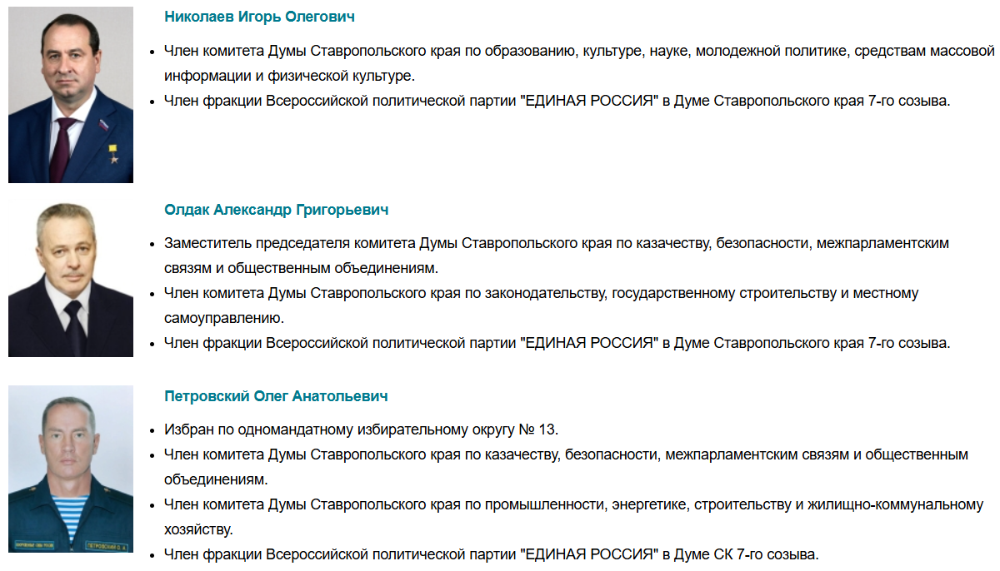 Николаев Игорь Олегович
Член комитета Думы Ставропольского края по образованию, культуре, науке, молодежной политике, средствам массовой
информации и физической культуре.
Член фракции Всероссийской политической партии "ЕДИНАЯ РОССИЯ" в Думе Ставропольского края 7-го созыва.
Олдак Александр Григорьевич
Заместитель председателя комитета Думы Ставропольского края по казачеству, безопасности, межпарламентским
связям и общественным объединениям.
Член комитета Думы Ставропольского края по законодательству, государственному строительству и местному
самоуправлению.
Член фракции Всероссийской политической партии "ЕДИНАЯ РОССИЯ" в Думе Ставропольского края 7-го созыва.
Петровский Олег Анатольевич
Избран по одномандатному избирательному округу № 13.
Член комитета Думы Ставропольского края по казачеству, безопасности, межпарламентским связям и общественным
объединениям.
Член комитета Думы Ставропольского края по промышленности, энергетике, строительству и жилищно-коммунальному
хозяйству.
Член фракции Всероссийской политической партии "ЕДИНАЯ РОССИЯ" в Думе СК 7-го созыва.
ВООРУЖЕННЫЕ СИЛЫ РОССИИ
ПЕТРОВСКИЙ О. А.